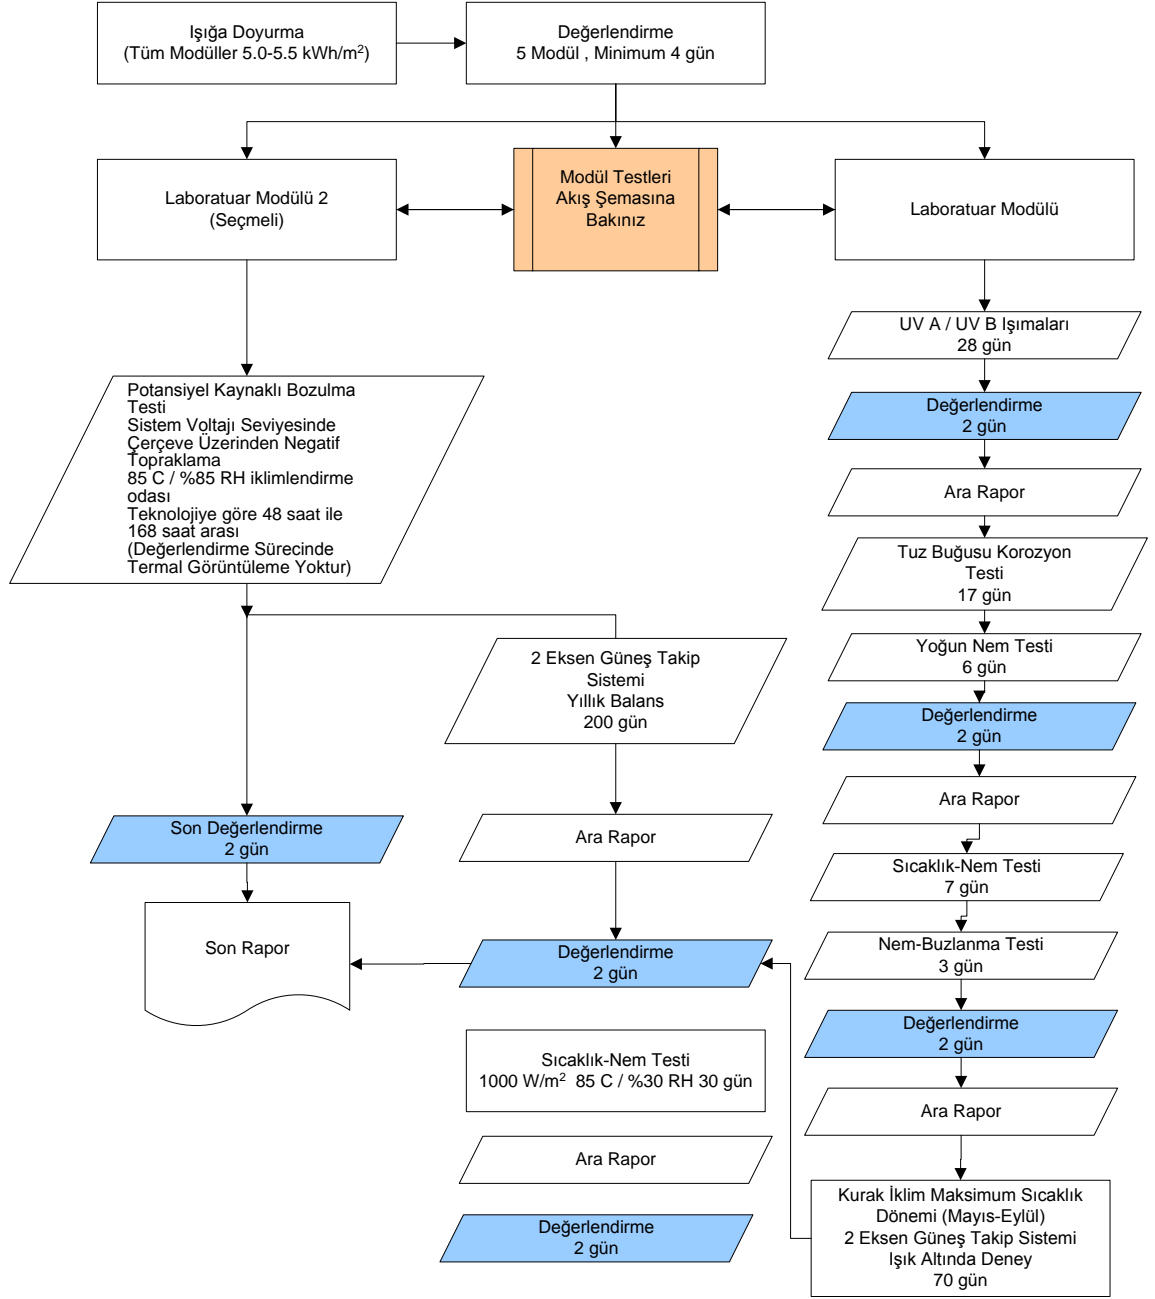 Işığa Doyurma
(Tüm Modüller 5.0-5.5 kWh/m²)
Değerlendirme
5 Modül , Minimum 4 gün
Laboratuar Modülü 2
(Seçmeli)
Modül Testleri
Akış Şemasına
Bakınız
Laboratuar Modülü
UV A / UV B Işımaları
28 gün
Değerlendirme
2 gün
Ara Rapor
Tuz Buğusu Korozyon
Testi
17 gün
Yoğun Nem Testi
6 gün
Değerlendirme
2 gün
Ara Rapor
Sıcaklık-Nem Testi
7 gün
Nem-Buzlanma Testi
3 gün
Değerlendirme
2 gün
Ara Rapor
Kurak İklim Maksimum Sıcaklık
Dönemi (Mayıs-Eylül)
2 Eksen Güneş Takip Sistemi
Işık Altında Deney
70 gün
Potansiyel Kaynaklı Bozulma
Testi
Sistem Voltajı Seviyesinde
Çerçeve Üzerinden Negatif
Topraklama
85 C / %85 RH iklimlendirme
odası
Teknolojiye göre 48 saat ile
168 saat arası
(Değerlendirme Sürecinde
Termal Görüntüleme Yoktur)
2 Eksen Güneş Takip
Sistemi
Yıllık Balans
200 gün
Ara Rapor
Değerlendirme
2 gün
Son Değerlendirme
2 gün
Son Rapor
Sıcaklık-Nem Testi
1000 W/m² 85 C / %30 RH 30 gün
Ara Rapor
Değerlendirme
2 gün